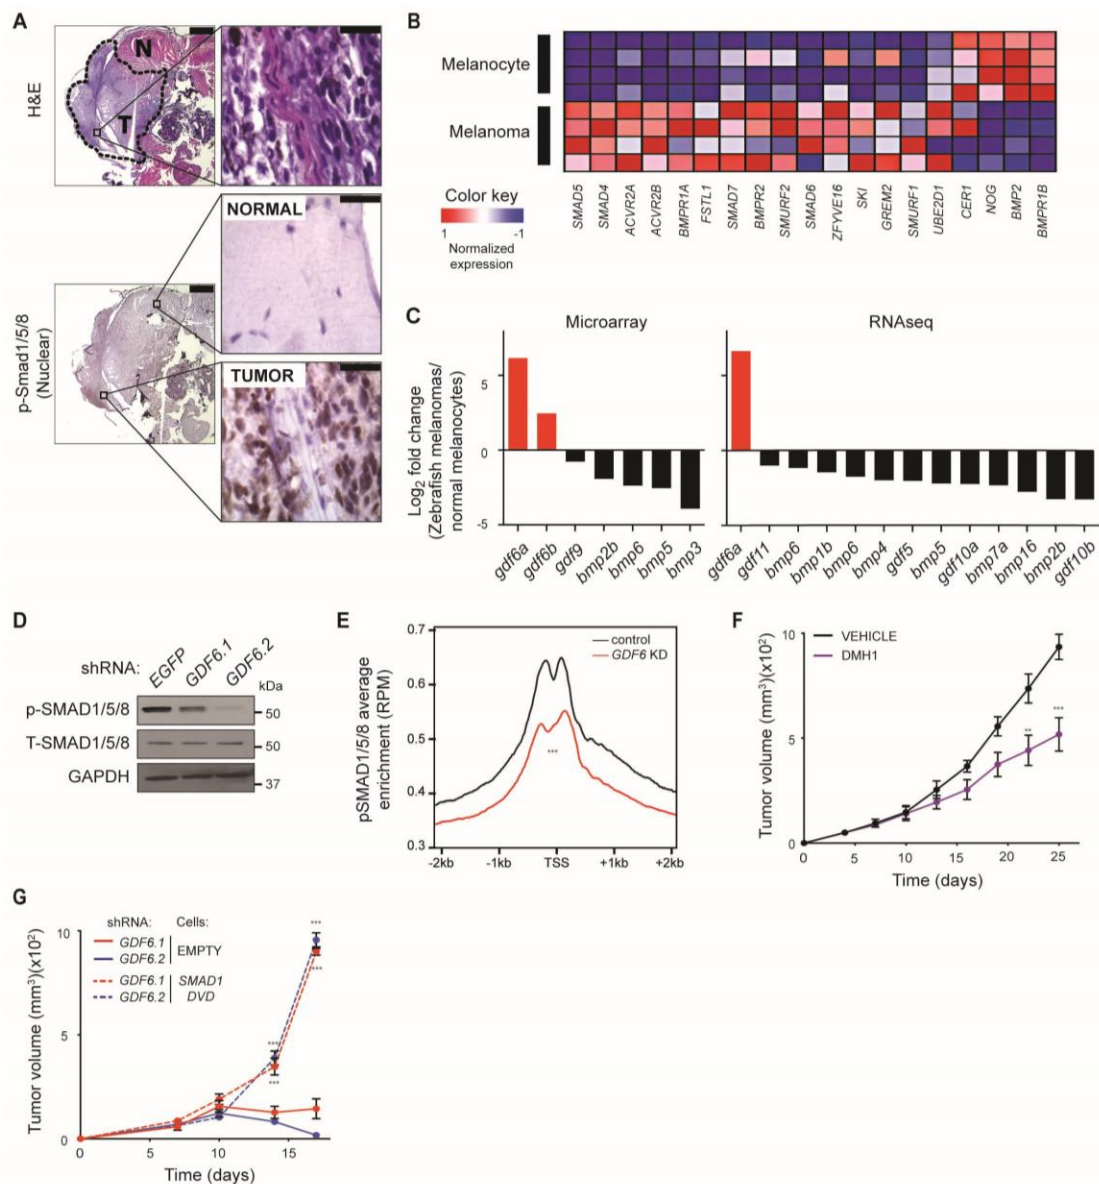 A
H&E
N
T
NORMAL
p-Smad1/5/8
(Nuclear)
TUMOR
B
Melanocyte
Melanoma
SMAD5
SMAD4
ACVR2A
ACVR2B
BMPR1A
FSTL1
SMAD7
BMPR2
SMURF2
SMAD6
ZFYVE16
SKI
GREM2
SMURF1
UBE2D1
CER1
NOG
BMP2
BMPR1B
Color key
1 -1
Normalized
expression
C
Microarray
RNAseq
Log2 fold change
(Zebrafish melanomas/
normal melanocytes)
5
0
-5
gdf6a
gdf6b
gdf9
bmp2b
bmp6
bmp5
bmp3
5
0
-5
gdf6a
gdf11
bmp6
bmp1b
bmp6
bmp4
gdf5
bmp5
gdf10a
bmp7a
bmp16
bmp2b
gdf10b
D
shRNA: EGFP GDF6.1 GDF6.2
kDa
p-SMAD1/5/8 50
T-SMAD1/5/8 50
GAPDH 37
E
pSMAD1/5/8 average
enrichment (RPM)
0.7
0.6
0.5
0.4
0.3
control
GDF6 KD
***
-2kb -1kb TSS +1kb +2kb
F
Tumor volume (mm3)(x102)
10
5
0
VEHICLE
DMH1
***
**
0 5 10 15 20 25
Time (days)
G
Tumor volume (mm3)(x102)
10
5
0
shRNA: Cells:
GDF6.1 EMPTY
GDF6.2
GDF6.1 SMAD1
GDF6.2 DVD
***
***
***
***
0 5 10 15
Time (days)